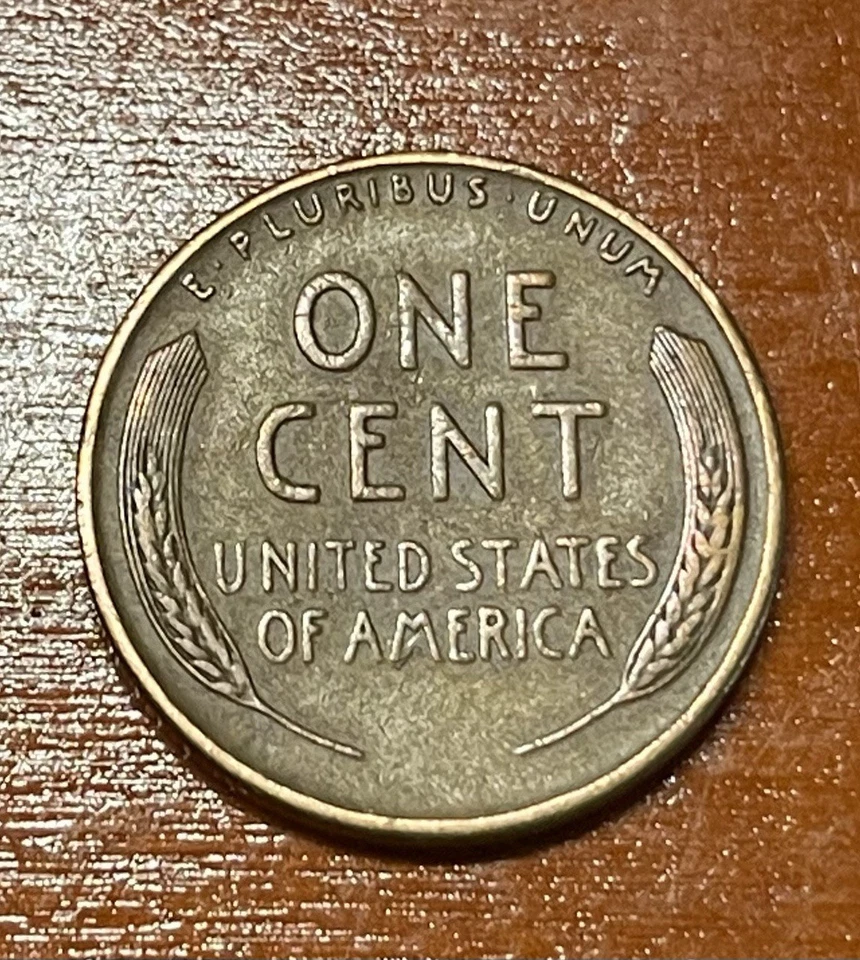 E · PLURIBUS · UNUM
ONE
CENT
UNITED STATES
OF AMERICA